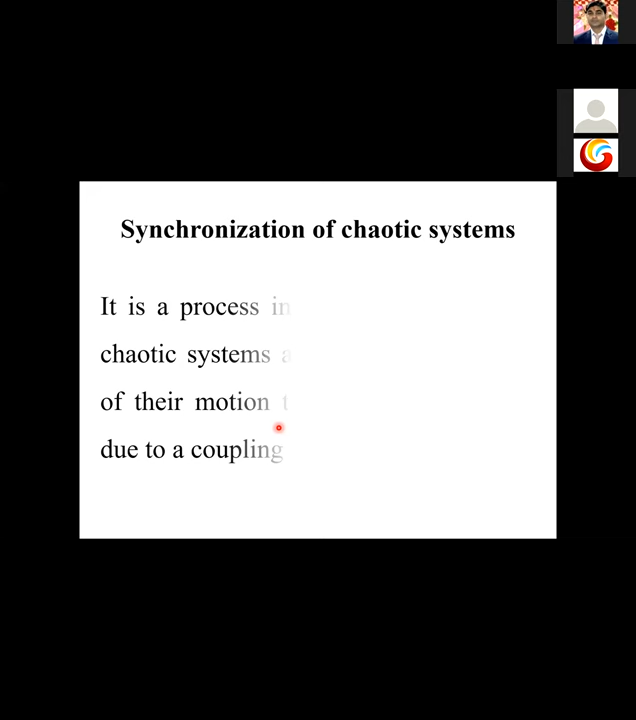 Synchronization of chaotic systems
It is a process in
chaotic systems a
of their motion t
due to a coupling